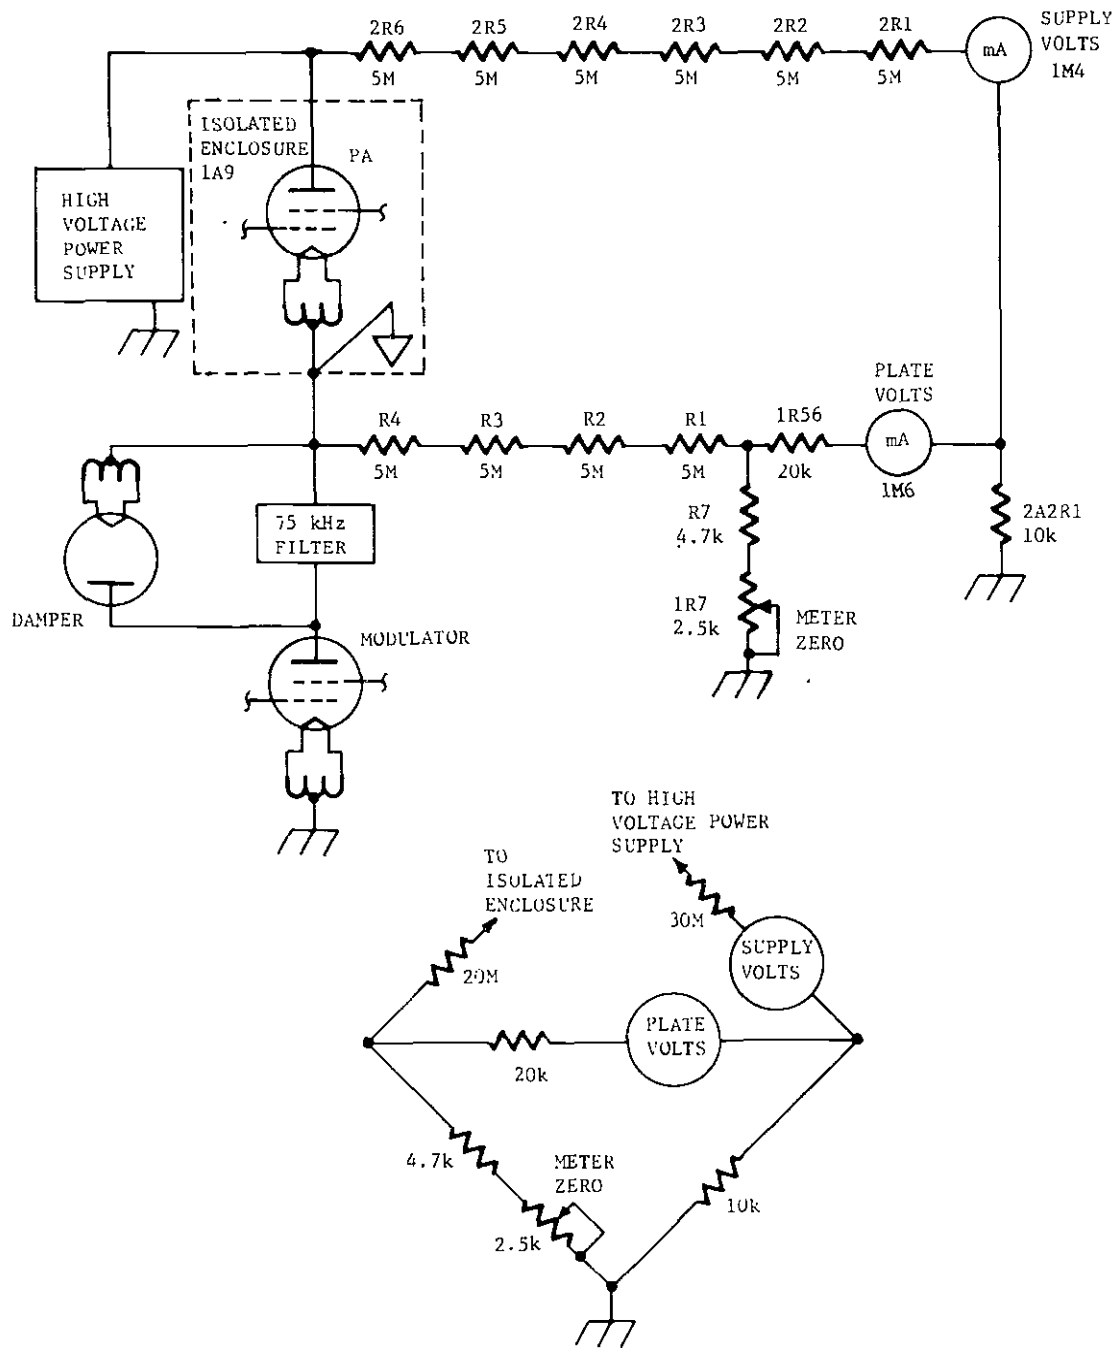 2R6 2R5 2R4 2R3 2R2 2R1
5M 5M 5M 5M 5M 5M
mA
SUPPLY
VOLTS
1M4
ISOLATED
ENCLOSURE
1A9
PA
HIGH
VOLTAGE
POWER
SUPPLY
PLATE
VOLTS
R4 R3 R2 R1 1R56
5M 5M 5M 5M 20k
mA
1M6
R7
4.7k
2A2R1
10k
75 kHz
FILTER
1R7
2.5k
METER
ZERO
DAMPER
MODULATOR
TO HIGH
VOLTAGE POWER
SUPPLY
TO
ISOLATED
ENCLOSURE
30M
20M
SUPPLY
VOLTS
PLATE
VOLTS
20k
4.7k
METER
ZERO
2.5k
10k